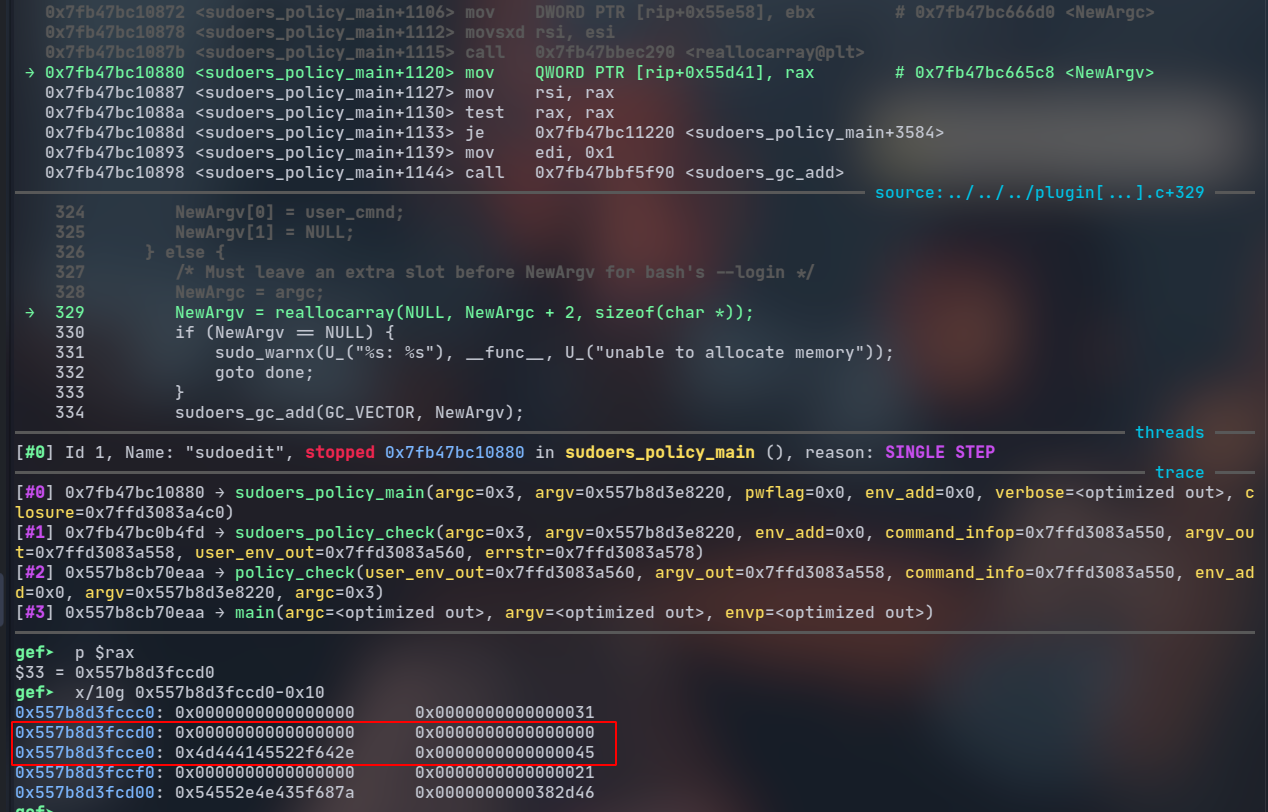 0x7fb47bc10872 <sudoers_policy_main+1106> mov    DWORD PTR [rip+0x55e58], ebx        # 0x7fb47bc666d0 <NewArgc>
0x7fb47bc10878 <sudoers_policy_main+1112> movsxd rsi, esi
0x7fb47bc1087b <sudoers_policy_main+1115> call   0x7fb47bbec290 <reallocarray@plt>
→ 0x7fb47bc10880 <sudoers_policy_main+1120> mov    QWORD PTR [rip+0x55d41], rax        # 0x7fb47bc665c8 <NewArgv>
0x7fb47bc10887 <sudoers_policy_main+1127> mov    rsi, rax
0x7fb47bc1088a <sudoers_policy_main+1130> test   rax, rax
0x7fb47bc1088d <sudoers_policy_main+1133> je     0x7fb47bc11220 <sudoers_policy_main+3584>
0x7fb47bc10893 <sudoers_policy_main+1139> mov    edi, 0x1
0x7fb47bc10898 <sudoers_policy_main+1144> call   0x7fb47bbf5f90 <sudoers_gc_add>
source:../../../plugin[...].c+329
324         NewArgv[0] = user_cmnd;
325         NewArgv[1] = NULL;
326      } else {
327         /* Must leave an extra slot before NewArgv for bash's --login */
328         NewArgc = argc;
→ 329         NewArgv = reallocarray(NULL, NewArgc + 2, sizeof(char *));
330         if (NewArgv == NULL) {
331             sudo_warnx(U_("%s: %s"), __func__, U_("unable to allocate memory"));
332             goto done;
333         }
334         sudoers_gc_add(GC_VECTOR, NewArgv);
threads
[#0] Id 1, Name: "sudoedit", stopped 0x7fb47bc10880 in sudoers_policy_main (), reason: SINGLE STEP
trace
[#0] 0x7fb47bc10880 → sudoers_policy_main(argc=0x3, argv=0x557b8d3e8220, pwflag=0x0, env_add=0x0, verbose=<optimized out>, c
losure=0x7ffd3083a4c0)
[#1] 0x7fb47bc0b4fd → sudoers_policy_check(argc=0x3, argv=0x557b8d3e8220, env_add=0x0, command_infop=0x7ffd3083a550, argv_ou
t=0x7ffd3083a558, user_env_out=0x7ffd3083a560, errstr=0x7ffd3083a578)
[#2] 0x557b8cb70eaa → policy_check(user_env_out=0x7ffd3083a560, argv_out=0x7ffd3083a558, command_info=0x7ffd3083a550, env_ad
d=0x0, argv=0x557b8d3e8220, argc=0x3)
[#3] 0x557b8cb70eaa → main(argc=<optimized out>, argv=<optimized out>, envp=<optimized out>)
gef➤  p $rax
$33 = 0x557b8d3fccd0
gef➤  x/10g 0x557b8d3fccd0-0x10
0x557b8d3fccc0: 0x0000000000000000      0x0000000000000031
0x557b8d3fccd0: 0x0000000000000000      0x0000000000000000
0x557b8d3fcce0: 0x4d444145522f642e      0x0000000000000045
0x557b8d3fccf0: 0x0000000000000000      0x0000000000000021
0x557b8d3fcd00: 0x54552e4e435f687a      0x0000000000382d46
gef➤